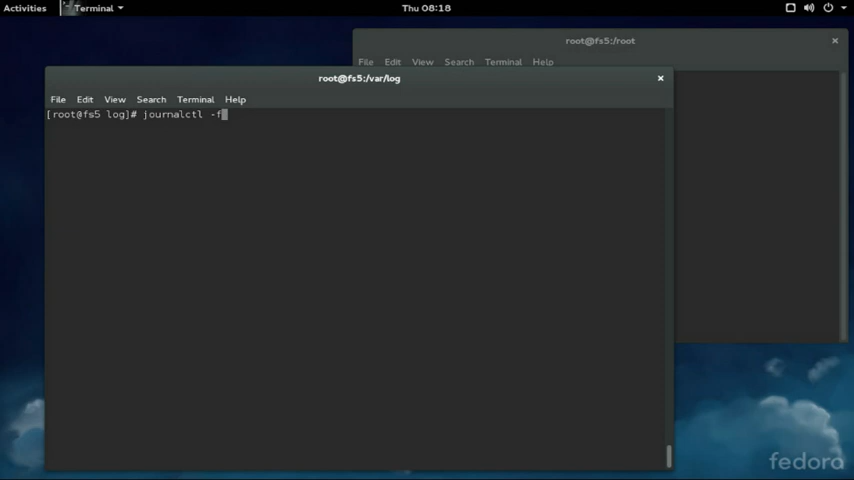 Activities Terminal Thu 08:18
root@fs5:/root
File Edit View Search Terminal Help
root@fs5:/var/log
File Edit View Search Terminal Help
[root@fs5 log]# journalctl -f
fedora